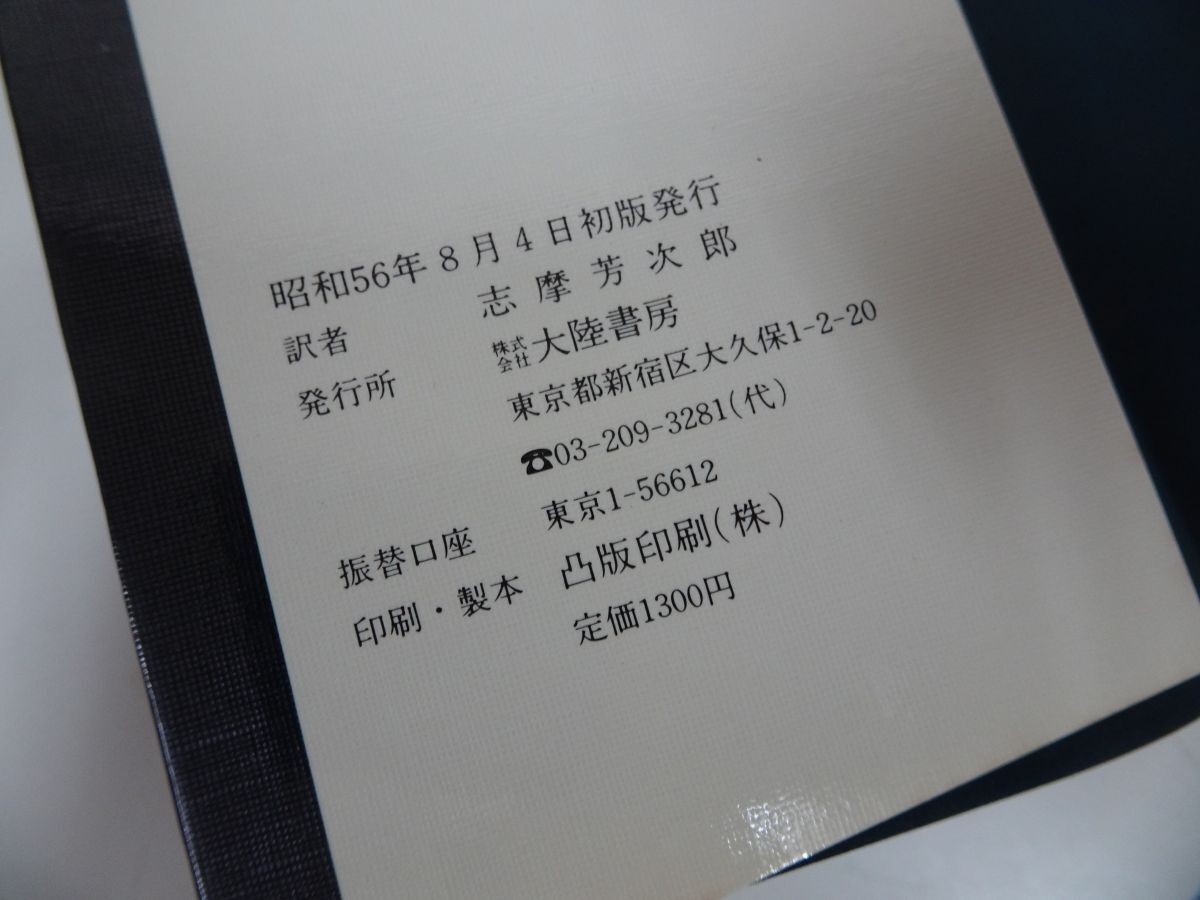 昭和56年8月4日初版発行
訳者 志摩芳次郎
発行所 株式会社大陸書房
東京都新宿区大久保1-2-20
☎03-209-3281(代)
振替口座 東京1-56612
印刷・製本 凸版印刷(株)
定価1300円